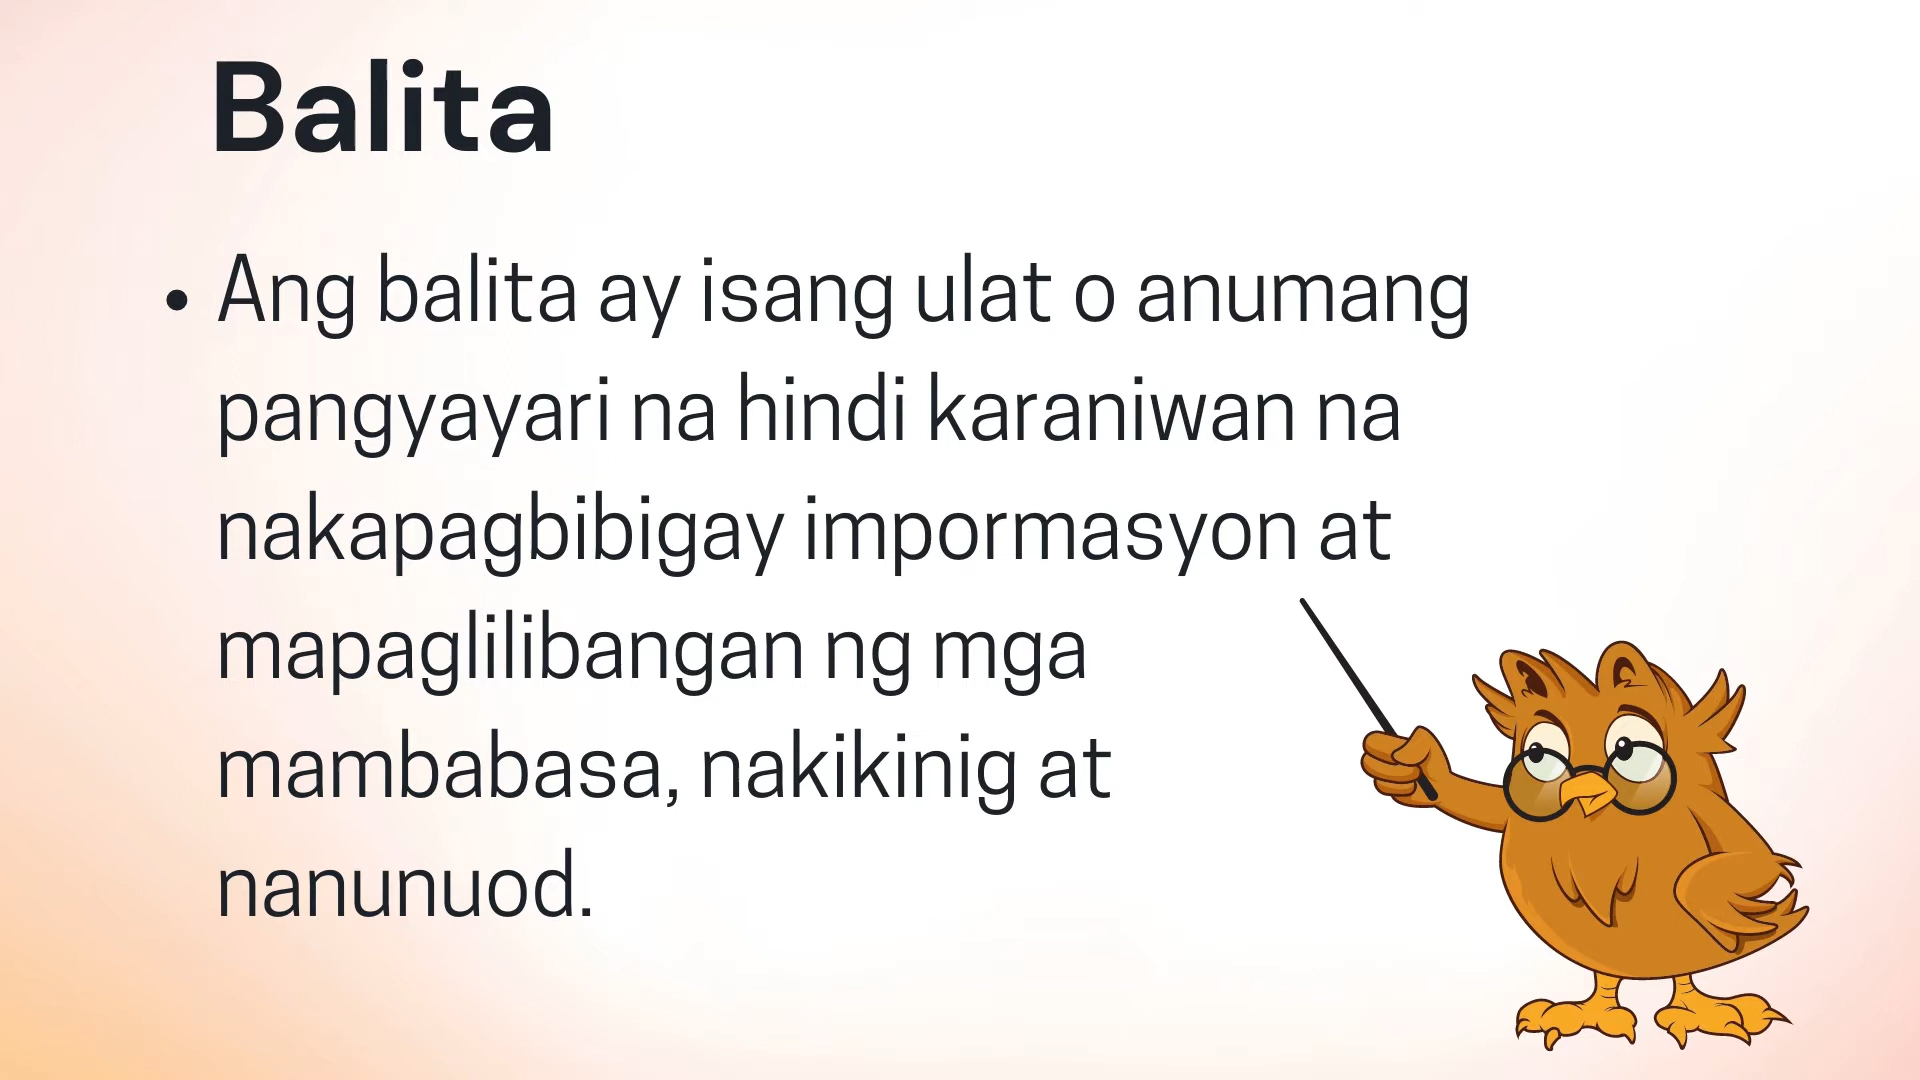 Balita
• Ang balita ay isang ulat o anumang
pangyayari na hindi karaniwan na
nakapagbibigay impormasyon at
mapaglilibangan ng mga
mambabasa, nakikinig at
nanunuod.